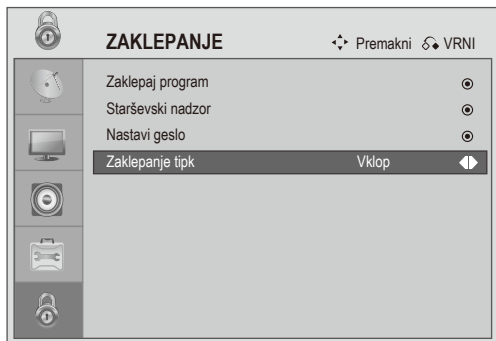 ZAKLEPANJE Premakni VRNI
Zaklepaj program
Starševski nadzor
Nastavi geslo
Zaklepanje tipk Vklop